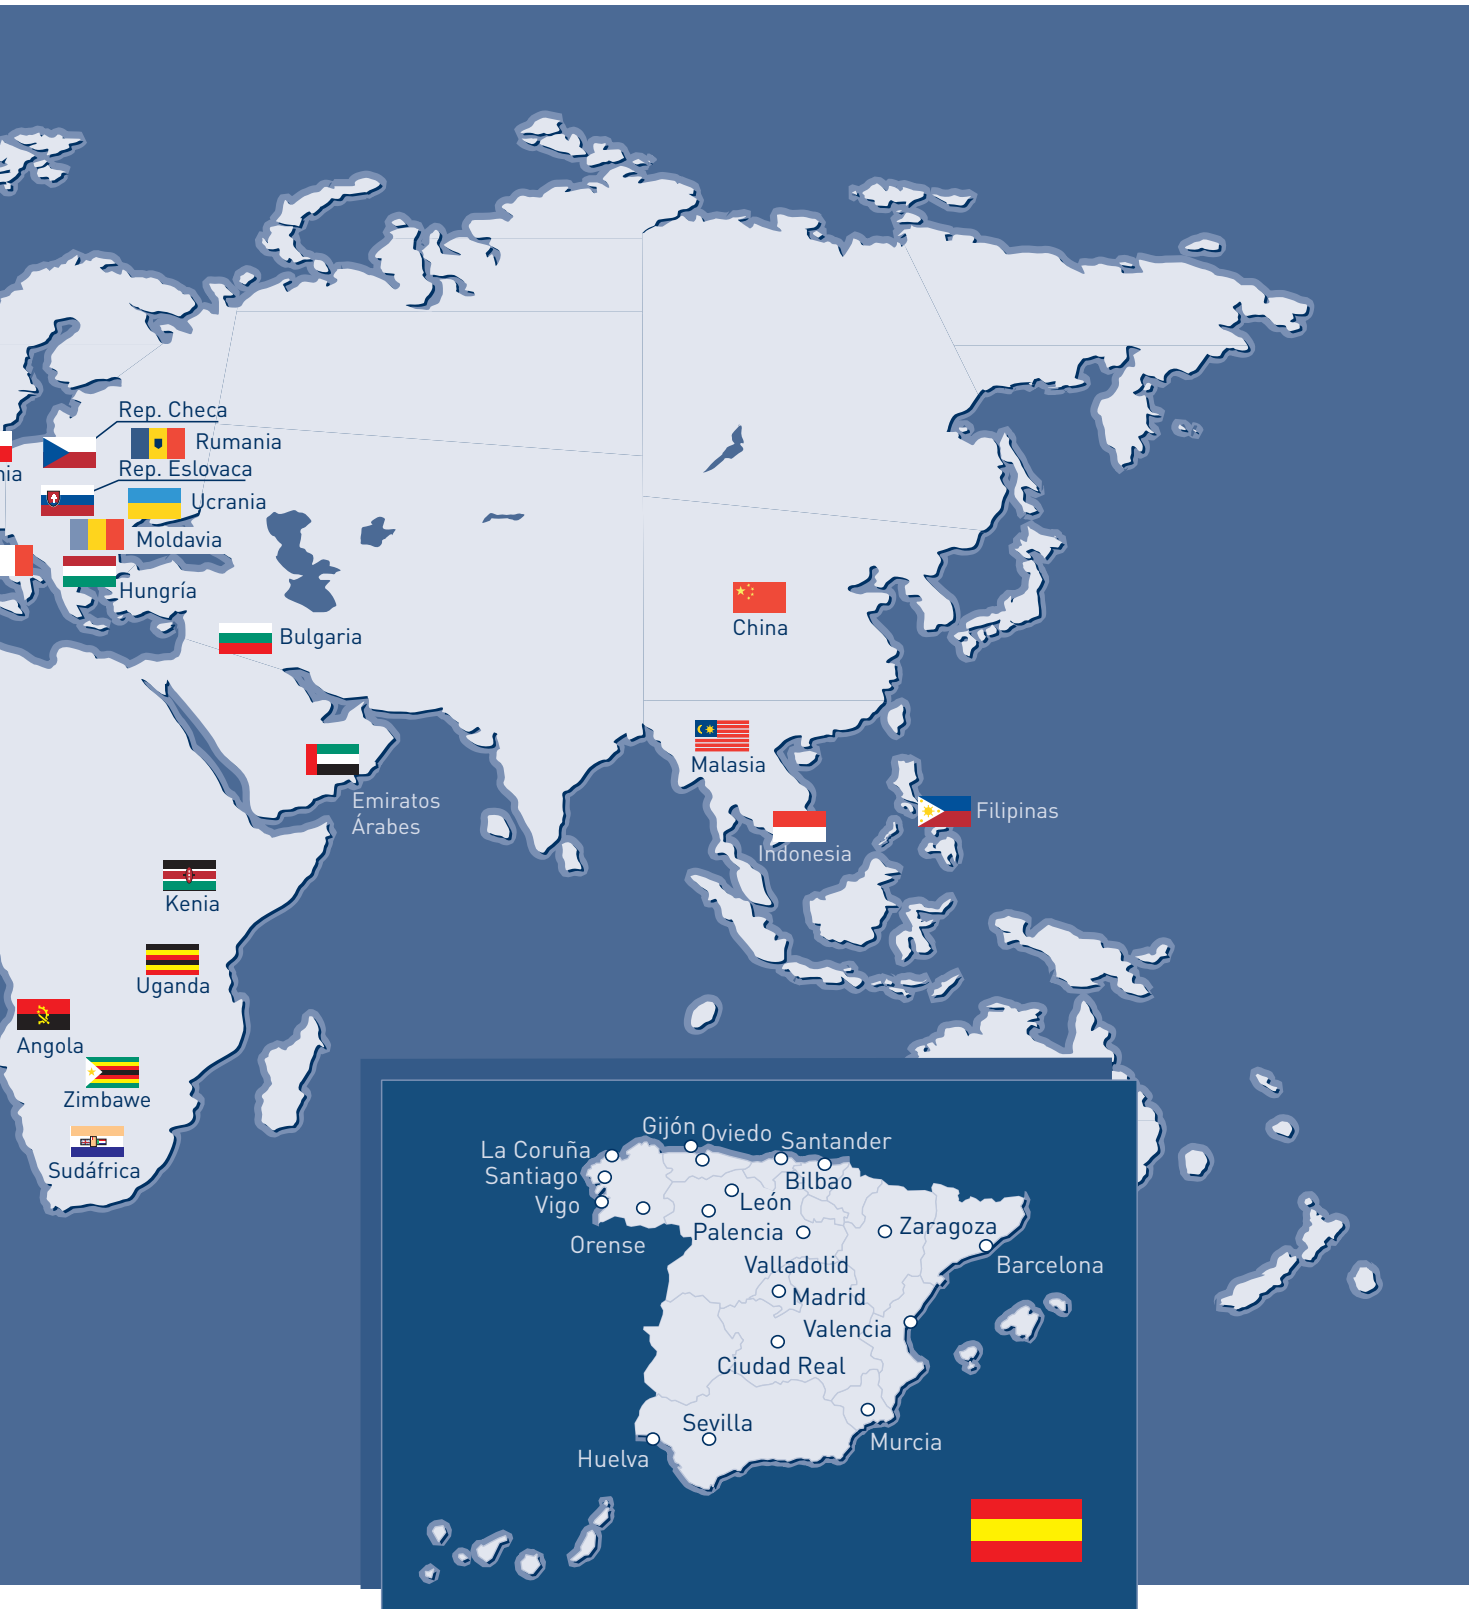 Rep. Checa
Rumania
nia
Rep. Eslovaca
Ucrania
Moldavia
Hungría
Bulgaria
China
Malasia
Emiratos
Árabes
Filipinas
Indonesia
Kenia
Uganda
Angola
Zimbawe
Sudáfrica
Gijón
Oviedo
Santander
La Coruña
Santiago
Bilbao
Vigo
León
Orense
Palencia
Zaragoza
Valladolid
Barcelona
Madrid
Valencia
Ciudad Real
Sevilla
Murcia
Huelva